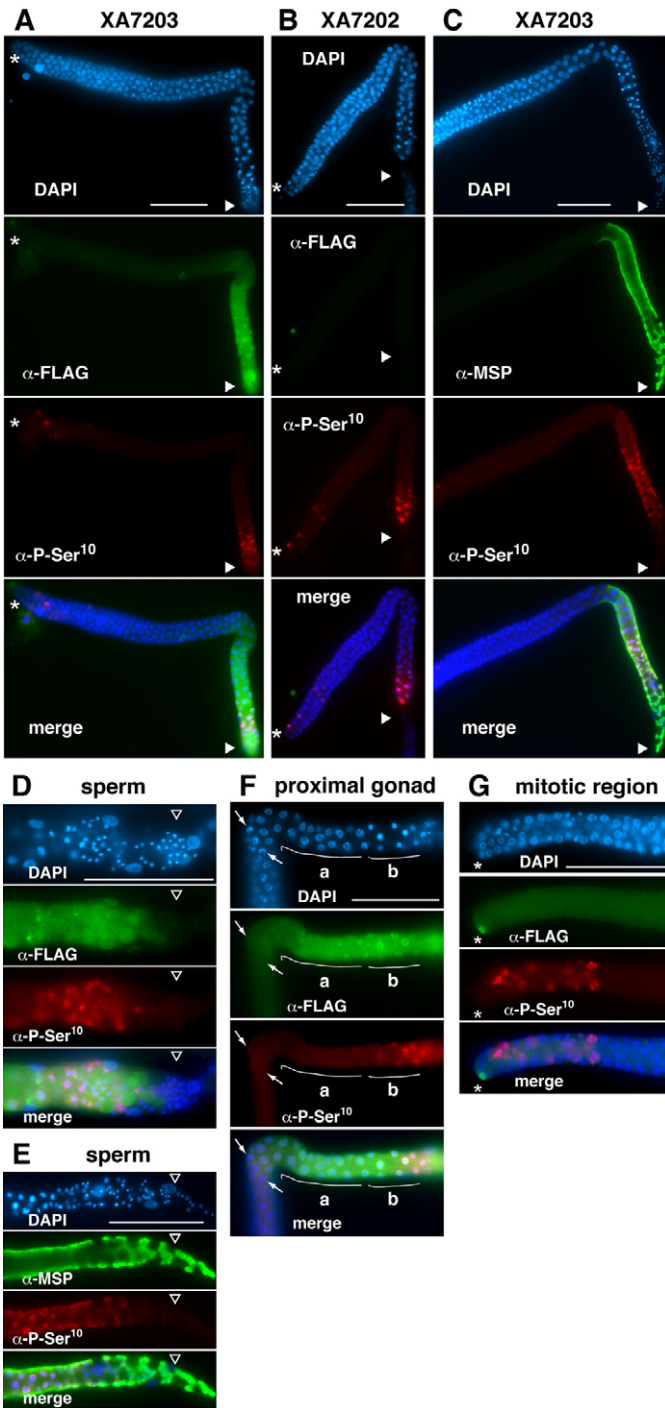 A XA7203
*
DAPI
*
α-FLAG
*
α-P-Ser10
*
merge
B XA7202
DAPI
*
α-FLAG
*
α-P-Ser10
*
merge
*
C XA7203
DAPI
α-MSP
α-P-Ser10
merge
D sperm
DAPI
α-FLAG
α-P-Ser10
merge
E sperm
DAPI
α-MSP
α-P-Ser10
merge
F proximal gonad
a b
DAPI
a b
α-FLAG
a b
α-P-Ser10
a b
merge
G mitotic region
DAPI
*
α-FLAG
*
α-P-Ser10
*
merge
*